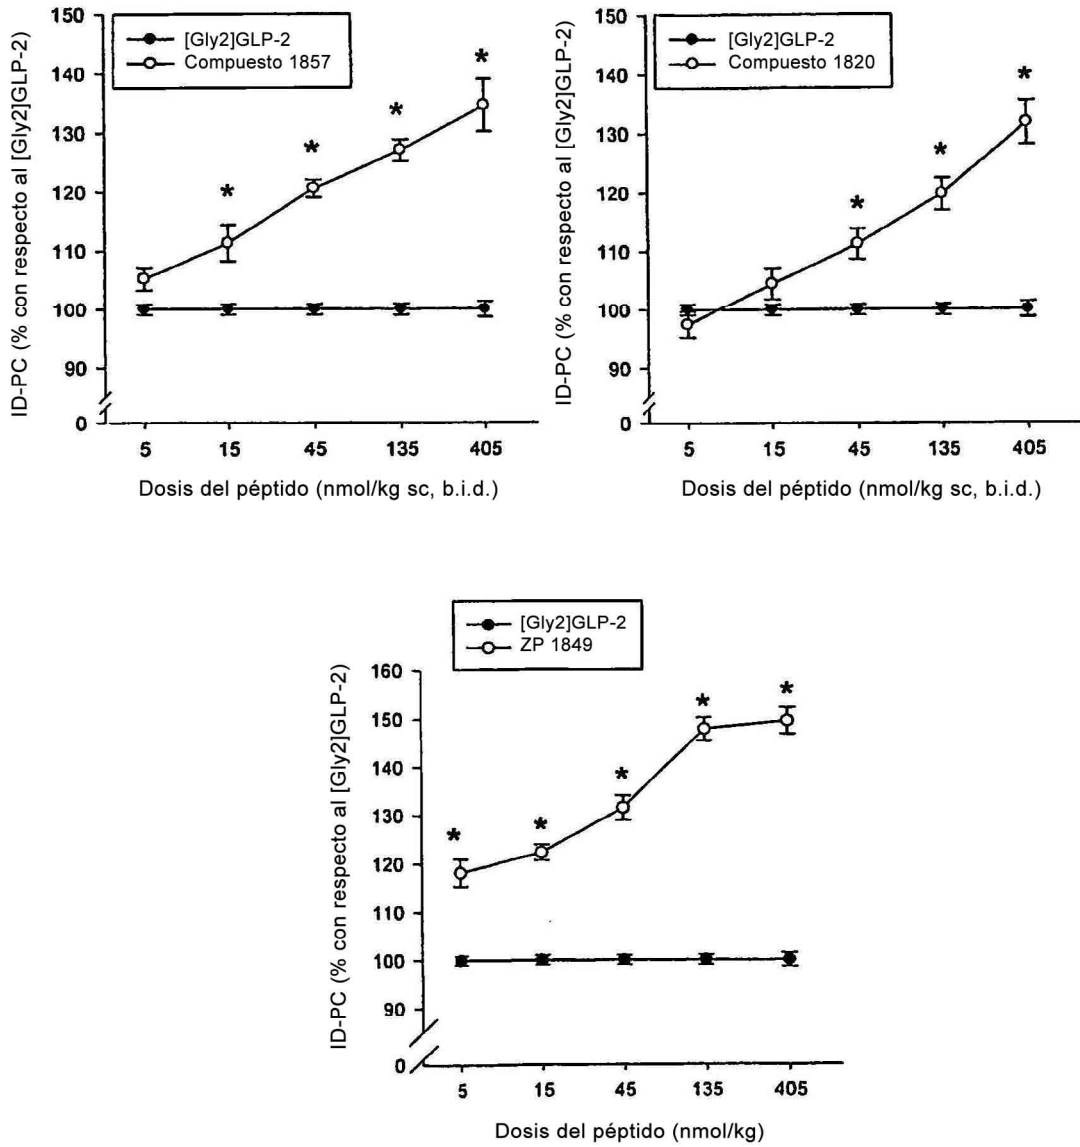 [Gly2]GLP-2
Compuesto 1857
ID-PC (% con respecto al [Gly2]GLP-2)
150
140
130
120
110
100
90
0
*
*
*
*
5 15 45 135 405
Dosis del péptido (nmol/kg sc, b.i.d.)
[Gly2]GLP-2
Compuesto 1820
ID-PC (% con respecto al [Gly2]GLP-2)
150
140
130
120
110
100
90
0
*
*
*
5 15 45 135 405
Dosis del péptido (nmol/kg sc, b.i.d.)
[Gly2]GLP-2
ZP 1849
ID-PC (% con respecto al [Gly2]GLP-2)
160
150
140
130
120
110
100
90
0
*
*
*
*
*
5 15 45 135 405
Dosis del péptido (nmol/kg)